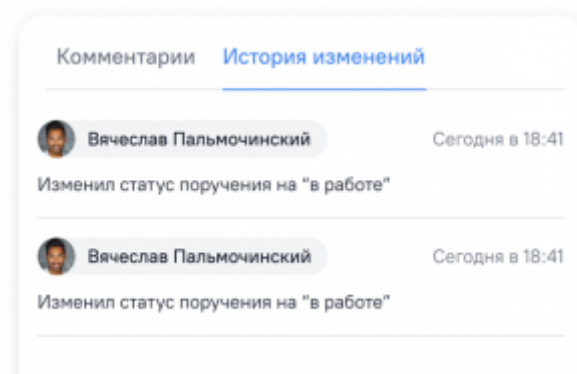 Комментарии История изменений
Вячеслав Пальмочинский Сегодня в 18:41
Изменил статус поручения на "в работе"
Вячеслав Пальмочинский Сегодня в 18:41
Изменил статус поручения на "в работе"